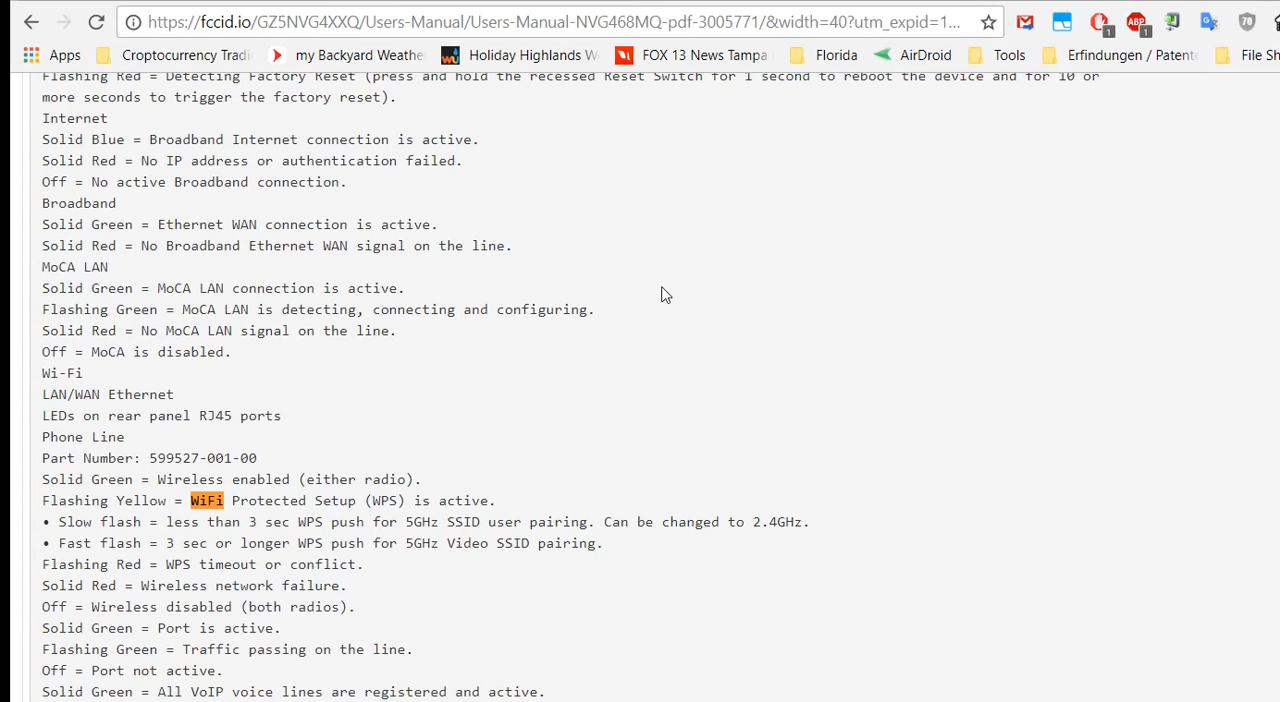 https://fccid.io/GZ5NVG4XXQ/Users-Manual/Users-Manual-NVG468MQ-pdf-3005771/&width=40?utm_expid=1...
1
ABP
1
70
Apps
Croptocurrency Tradi
my Backyard Weathe
Holiday Highlands W
FOX 13 News Tampa
Florida
AirDroid
Tools
Erfindungen / Patente
File Sh
Flashing Red = Detecting Factory Reset (press and hold the recessed Reset Switch for 1 second to reboot the device and for 10 or
more seconds to trigger the factory reset).
Internet
Solid Blue = Broadband Internet connection is active.
Solid Red = No IP address or authentication failed.
Off = No active Broadband connection.
Broadband
Solid Green = Ethernet WAN connection is active.
Solid Red = No Broadband Ethernet WAN signal on the line.
MoCA LAN
Solid Green = MoCA LAN connection is active.
Flashing Green = MoCA LAN is detecting, connecting and configuring.
Solid Red = No MoCA LAN signal on the line.
Off = MoCA is disabled.
Wi-Fi
LAN/WAN Ethernet
LEDs on rear panel RJ45 ports
Phone Line
Part Number: 599527-001-00
Solid Green = Wireless enabled (either radio).
Flashing Yellow = WiFi Protected Setup (WPS) is active.
• Slow flash = less than 3 sec WPS push for 5GHz SSID user pairing. Can be changed to 2.4GHz.
• Fast flash = 3 sec or longer WPS push for 5GHz Video SSID pairing.
Flashing Red = WPS timeout or conflict.
Solid Red = Wireless network failure.
Off = Wireless disabled (both radios).
Solid Green = Port is active.
Flashing Green = Traffic passing on the line.
Off = Port not active.
Solid Green = All VoIP voice lines are registered and active.